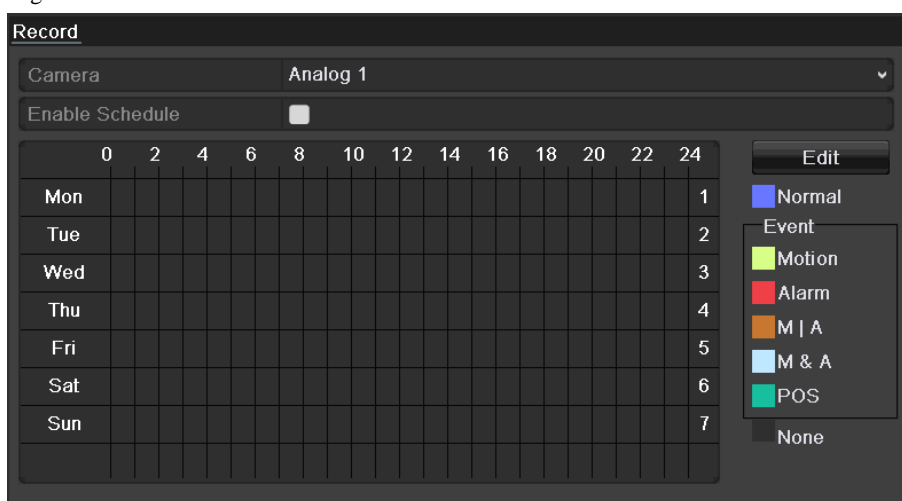 Record
Camera Analog 1
Enable Schedule
0 2 4 6 8 10 12 14 16 18 20 22 24
Edit
Mon 1
Normal
Tue 2
Event
Wed 3
Motion
Thu 4
Alarm
M | A
Fri 5
M & A
Sat 6
POS
Sun 7
None